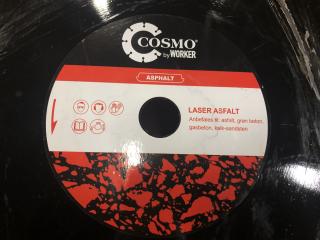 COSMO®
by WORKER
ASPHALT
LASER ASFALT
Anbefales til: asfalt, grøn beton,
gasbeton, kalk-sandsten